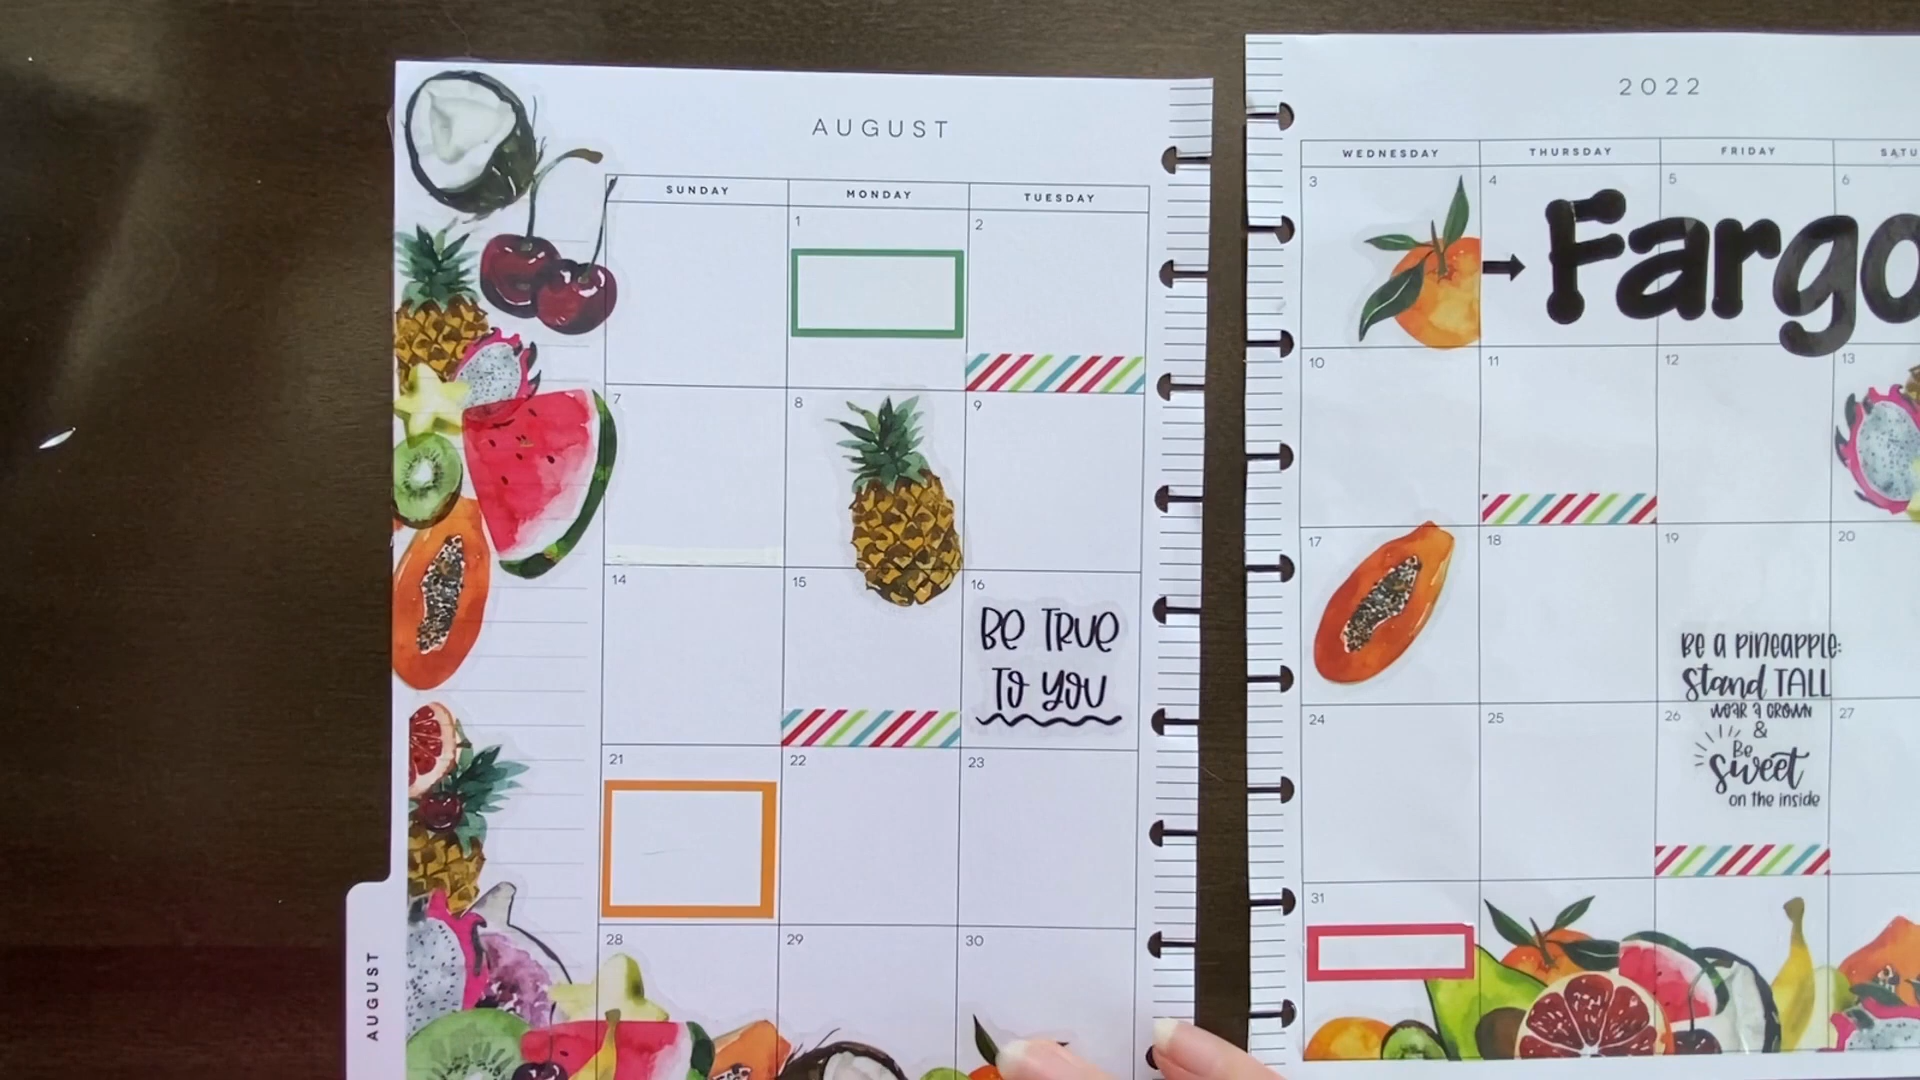 AUGUST
SUNDAY MONDAY TUESDAY
1 2
7 8 9
14 15 16
BE TRUE
TO YOU
21 22 23
28 29 30
AUGUST
2022
WEDNESDAY THURSDAY FRIDAY SATU
3 4 5 6
Fargo
10 11 12 13
17 18 19 20
Be a Pineapple:
Stand TALL
wear a crown
&
Be
sweet
on the inside
24 25 26 27
31